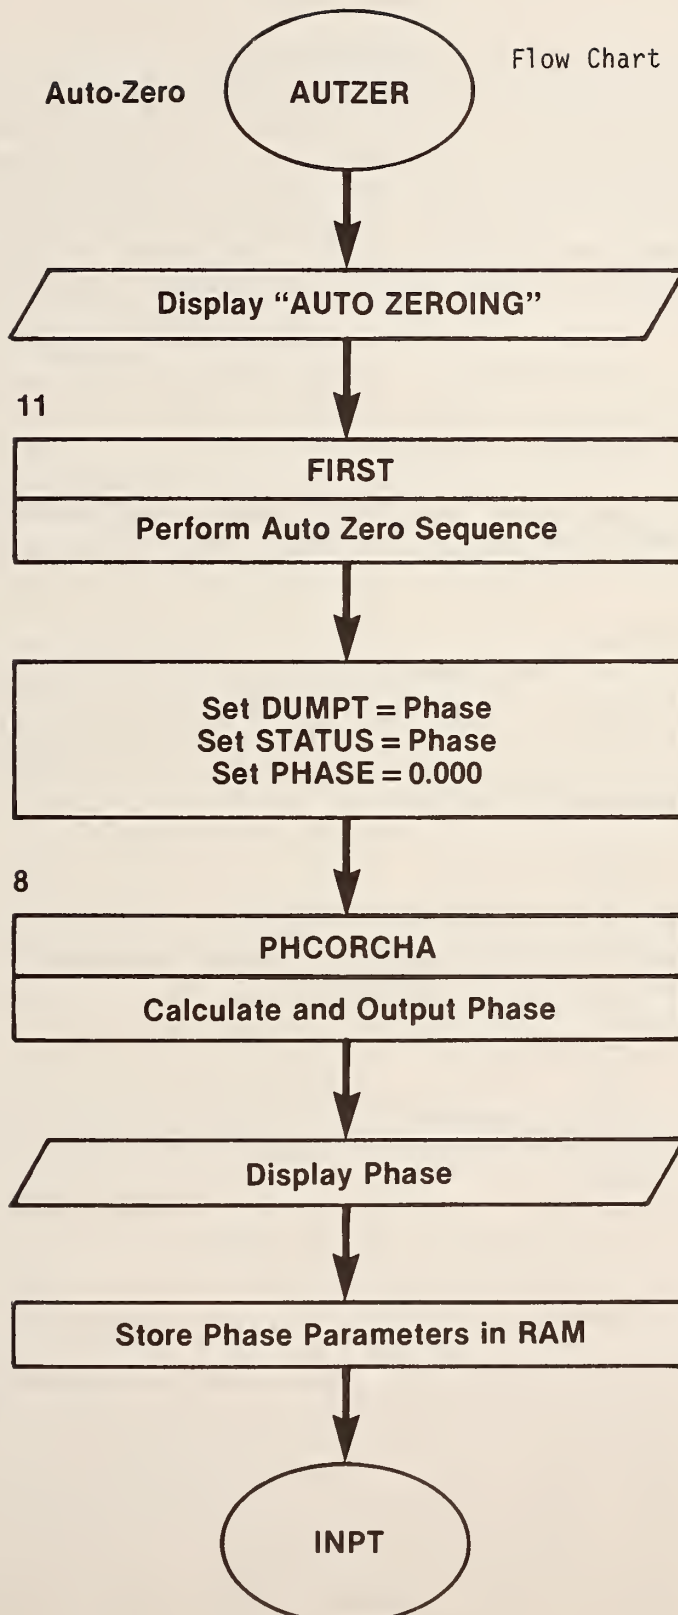 Flow Chart
Auto-Zero
AUTZER
Display “AUTO ZEROING”
11
FIRST
Perform Auto Zero Sequence
Set DUMPT = Phase
Set STATUS = Phase
Set PHASE = 0.000
8
PHCORCHA
Calculate and Output Phase
Display Phase
Store Phase Parameters in RAM
INPT